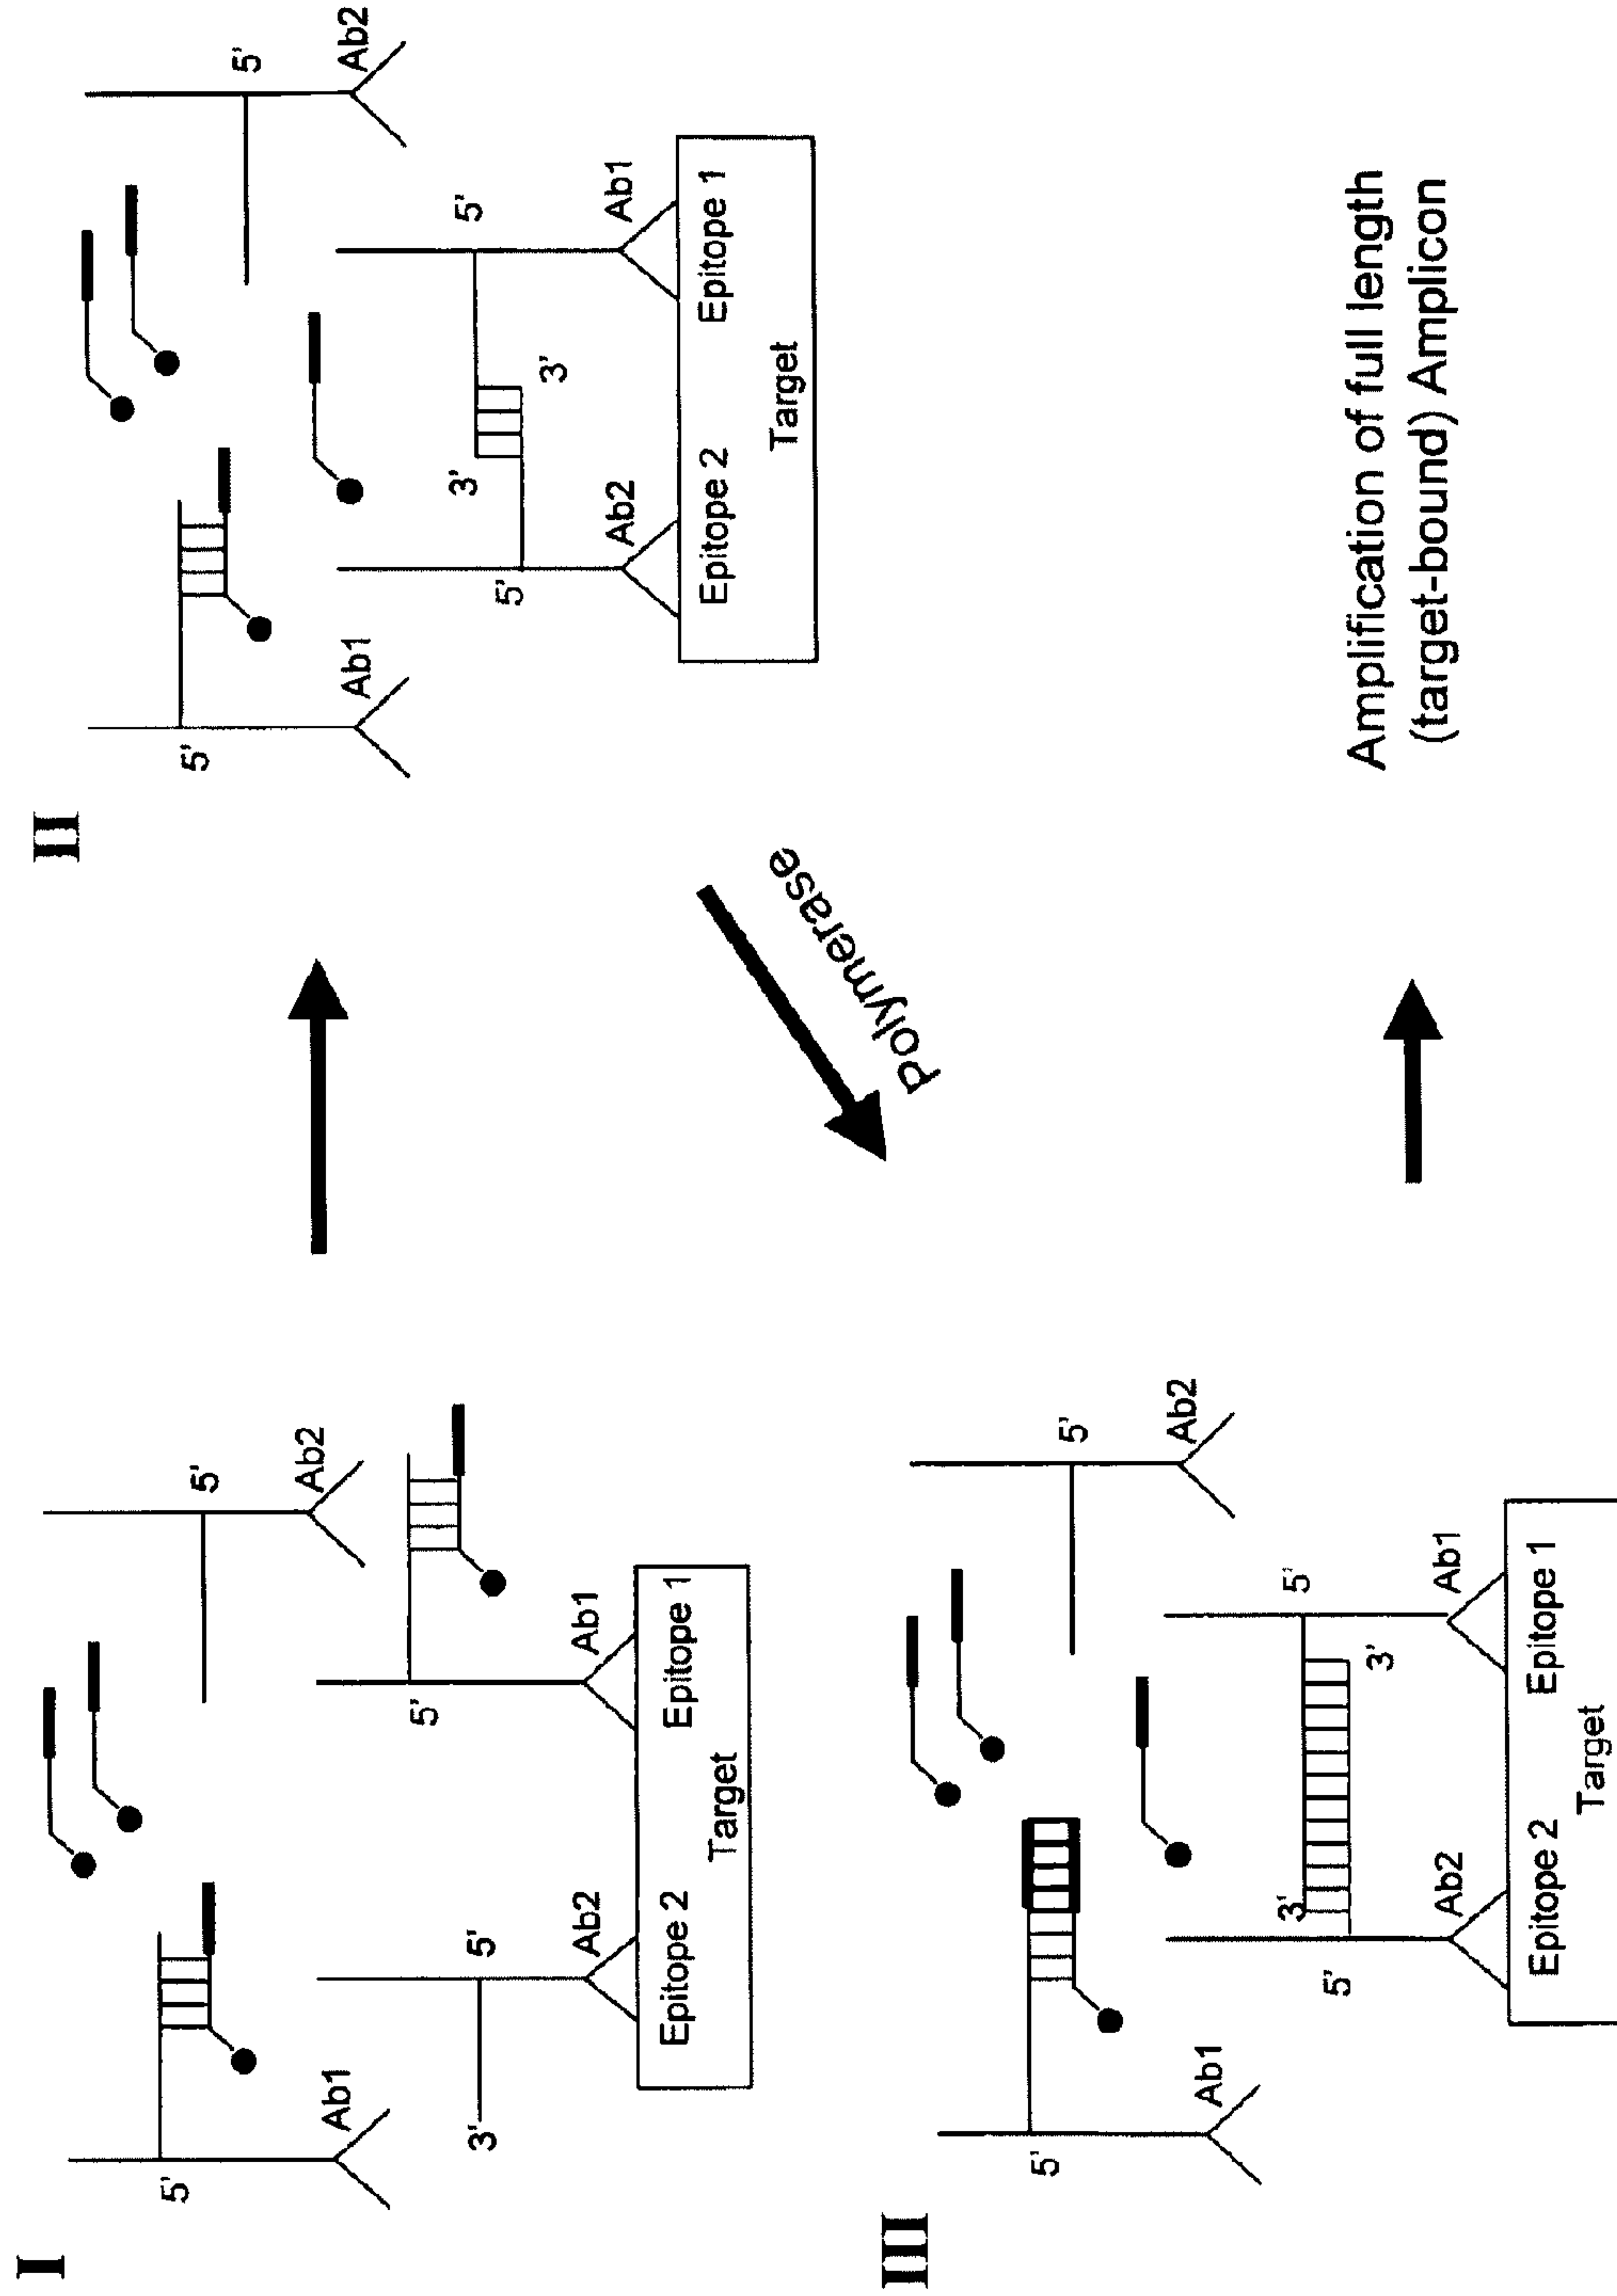 I
5'
Ab1
5'
Ab2
3'
5'
Ab2
5'
Ab1
Epitope 2
Epitope 1
Target
II
5'
Ab1
5'
Ab2
3'
5'
3'
5'
Ab2
Ab1
Epitope 2
Epitope 1
Target
Polymerase
III
5'
Ab1
5'
Ab2
3'
5'
5'
3'
Ab2
Ab1
Epitope 2
Epitope 1
Target
Amplification of full length
(target-bound) Amplicon